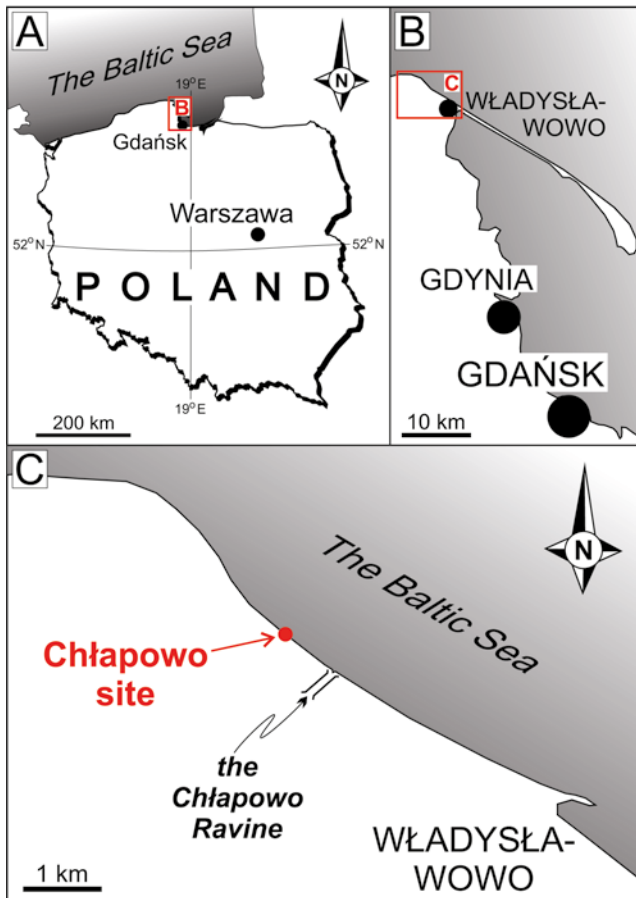 A
The Baltic Sea
N
19° E
B
Gdańsk
Warszawa
52° N
52° N
POLAND
19° E
200 km
B
C
WŁADYSŁA-
WOWO
GDYNIA
GDAŃSK
10 km
C
The Baltic Sea
N
Chłapowo
site
the
Chłapowo
Ravine
WŁADYSŁA-
WOWO
1 km